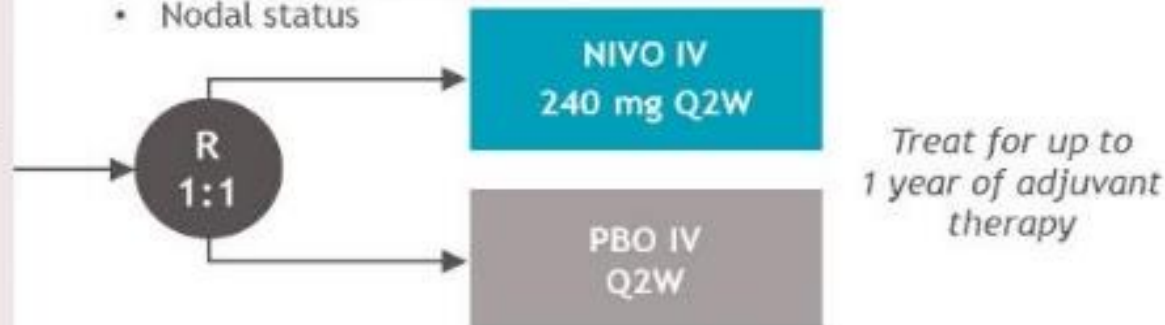 • Nodal status
NIVO IV
240 mg Q2W
R
1:1
Treat for up to
1 year of adjuvant
therapy
PBO IV
Q2W